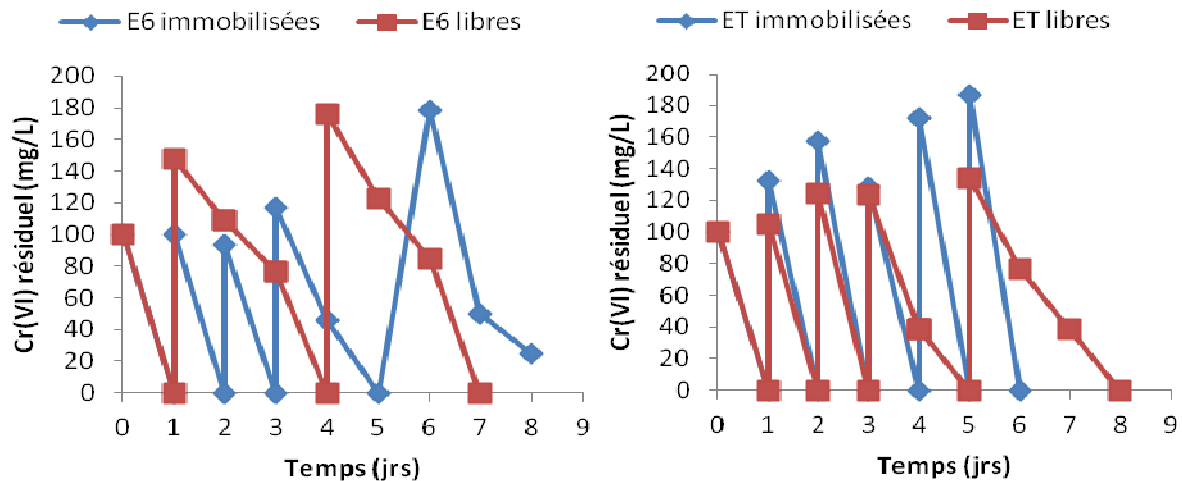 E6 immobilisées E6 libres
Cr(VI) résiduel (mg/L)
200
180
160
140
120
100
80
60
40
20
0
0 1 2 3 4 5 6 7 8 9
Temps (jrs)
ET immobilisées ET libres
Cr(VI) résiduel (mg/L)
200
180
160
140
120
100
80
60
40
20
0
0 1 2 3 4 5 6 7 8 9
Temps (jrs)